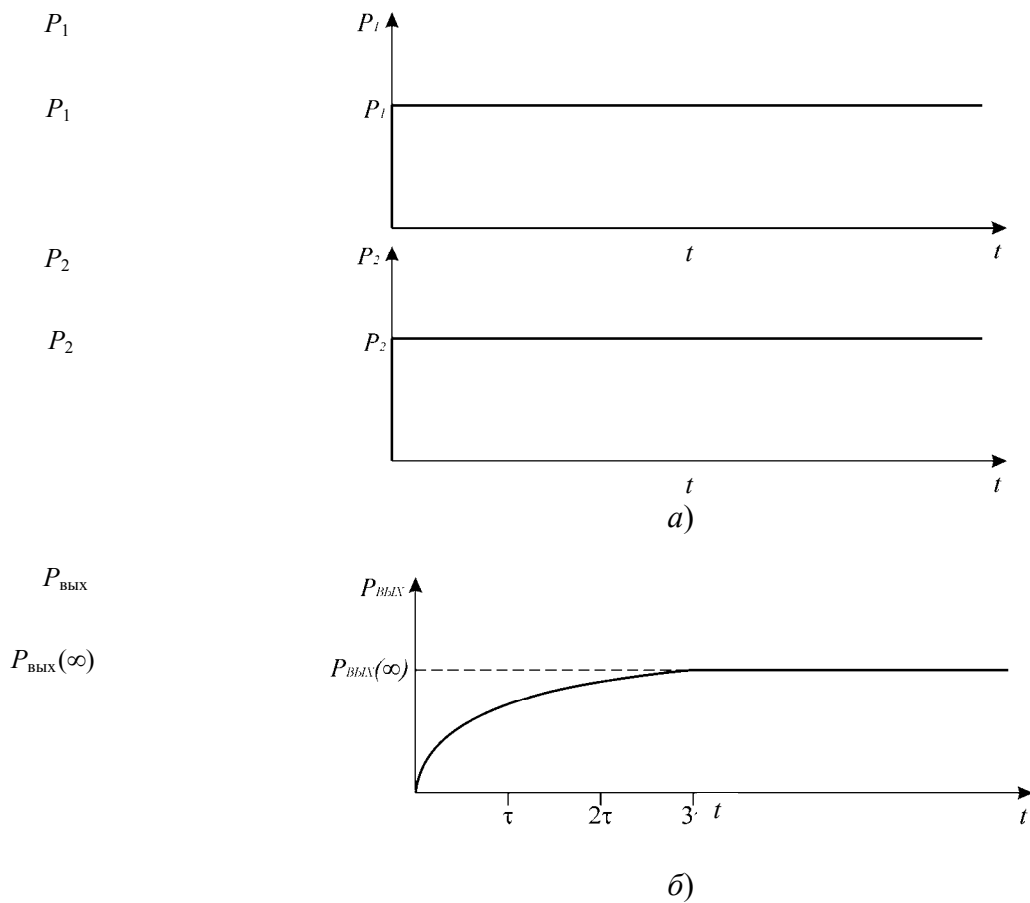 P₁ P₁
P₁ P₁
t t
P₂ P₂
P₂ P₂
t t
а)
Pвых PВЫХ
Pвых(∞) PВЫХ(∞)
τ 2τ 3 t t
б)